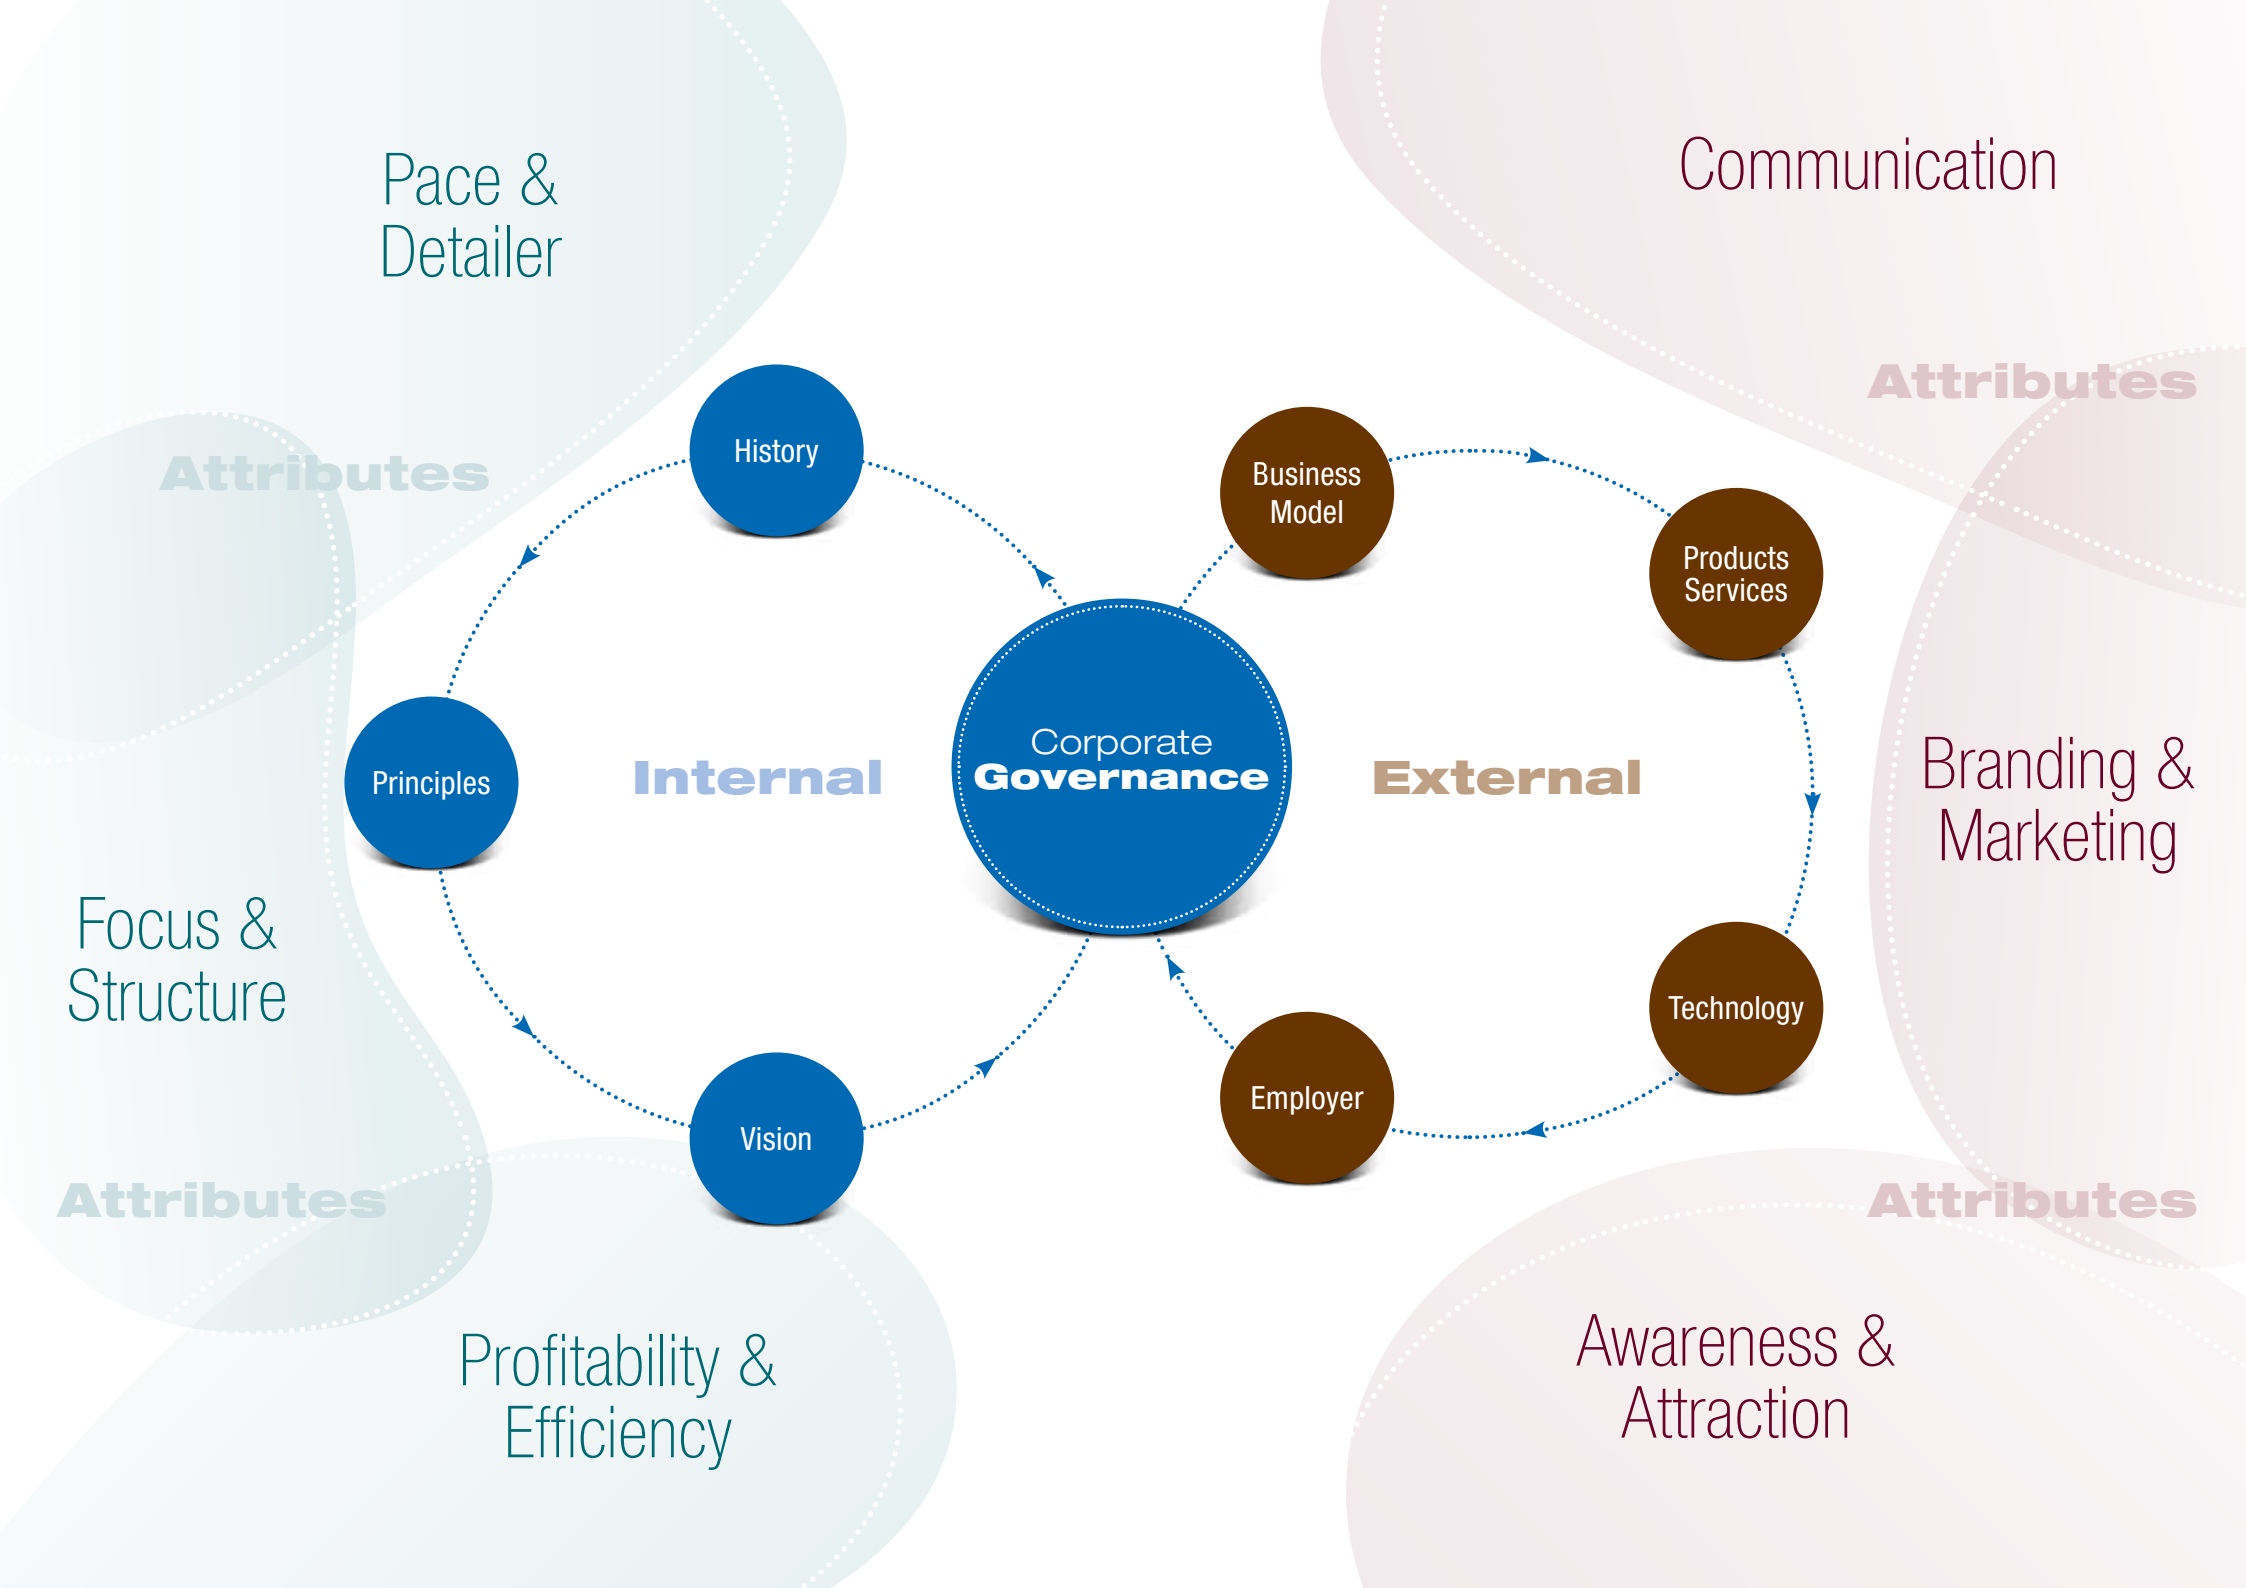 Pace &
Detailer
Communication
Attributes
Attributes
History
Business
Model
Products
Services
Principles
Internal
Corporate
Governance
External
Branding &
Marketing
Focus &
Structure
Technology
Employer
Vision
Attributes
Attributes
Profitability &
Efficiency
Awareness &
Attraction